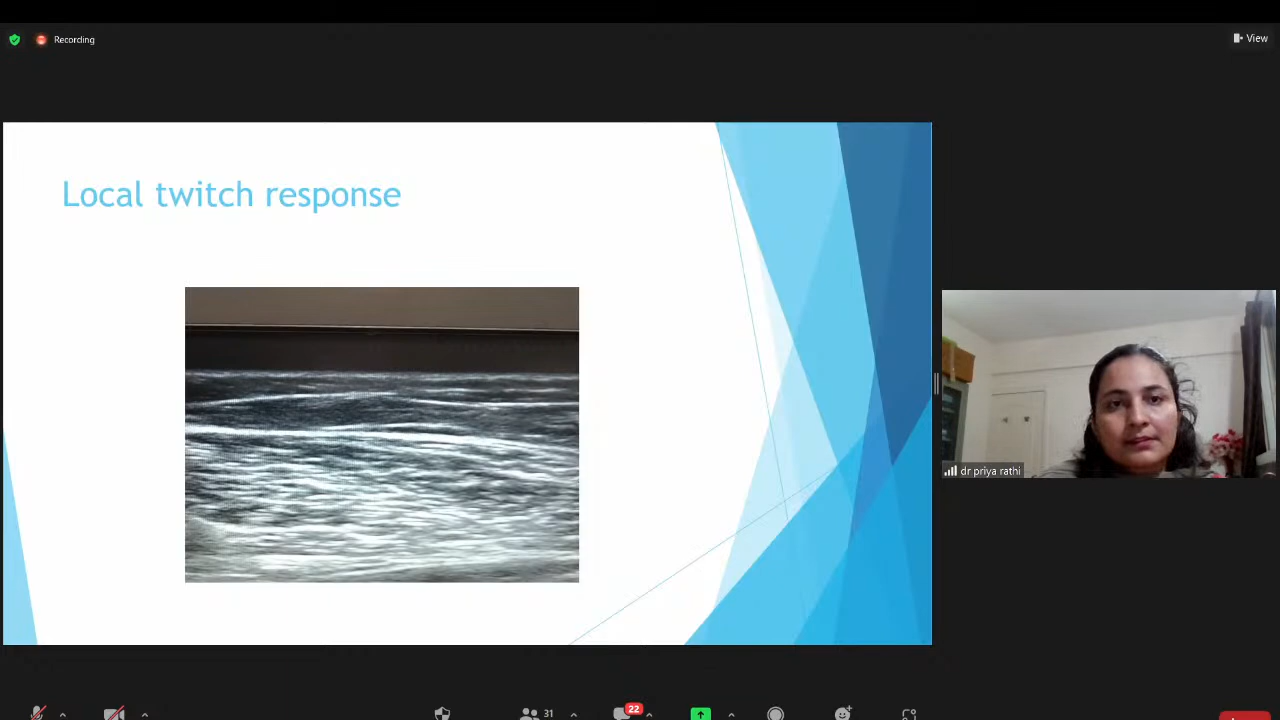 Recording
View
Local twitch response
dr priya rathi
31
22